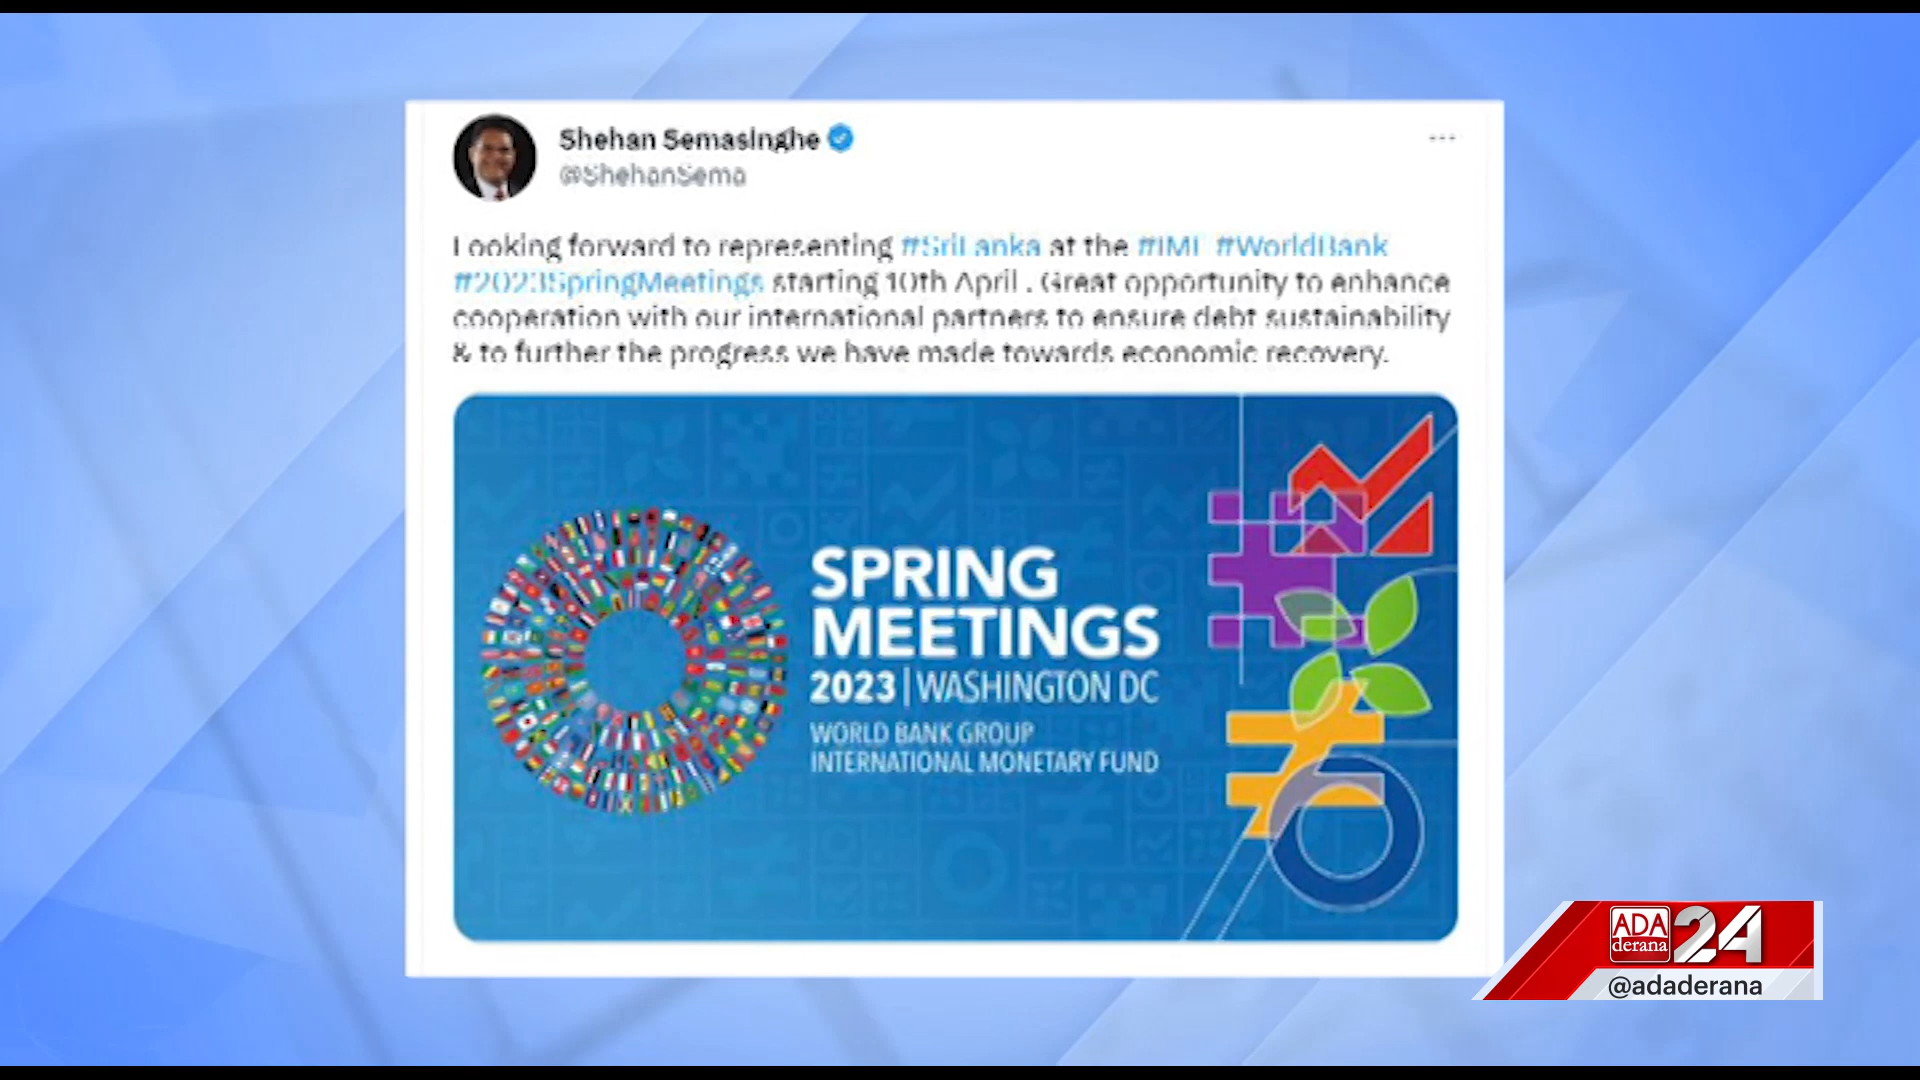 Shehan Semasinghe
@ShehanSema
Looking forward to representing #SriLanka at the #IMF #WorldBank
#2023SpringMeetings starting 10th April . Great opportunity to enhance
cooperation with our international partners to ensure debt sustainability
& to further the progress we have made towards economic recovery.
SPRING
MEETINGS
2023 | WASHINGTON DC
WORLD BANK GROUP
INTERNATIONAL MONETARY FUND
ADA
derana
24
@adaderana